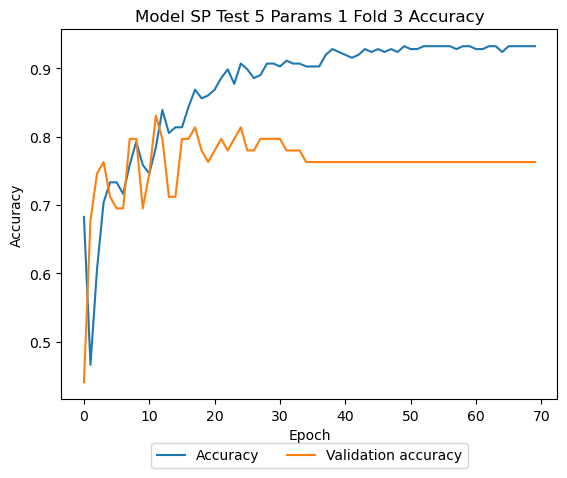 Model SP Test 5 Params 1 Fold 3 Accuracy
Accuracy
0.9
0.8
0.7
0.6
0.5
0 10 20 30 40 50 60 70
Epoch
Accuracy Validation accuracy